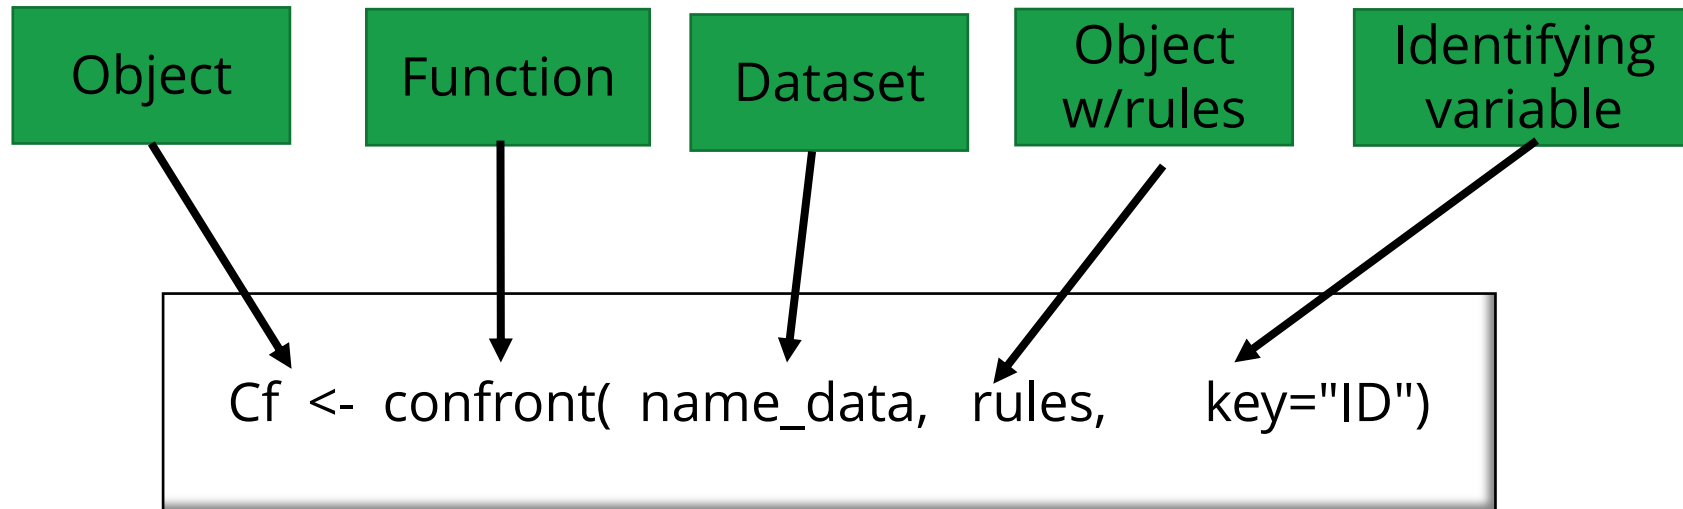 Object
Function
Dataset
Object
w/rules
Identifying
variable
Cf <- confront( name_data, rules, key="ID")